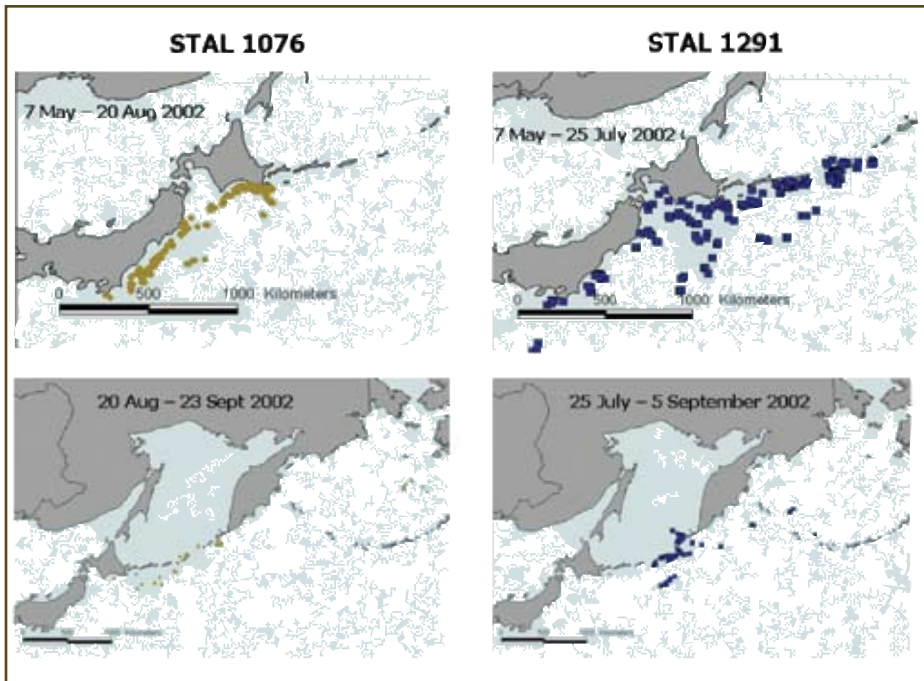 STAL 1076
STAL 1291
7 May – 20 Aug 2002
0 500 1000 Kilometers
7 May – 25 July 2002
0 500 1000 Kilometers
20 Aug – 23 Sept 2002
25 July – 5 September 2002